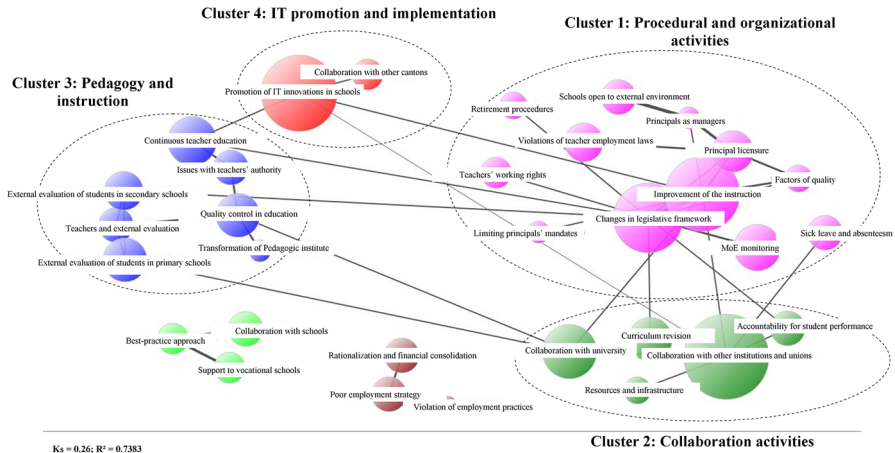 Cluster 4: IT promotion and implementation
Cluster 1: Procedural and organizational
activities
Cluster 3: Pedagogy and
instruction
Collaboration with other cantons
Promotion of IT innovations in schools
Retirement proceedures
Schools open to external environment
Principals as managers
Violations of teacher employment laws
Principal licensure
Continuous teacher education
Issues with teachers' authority
Teachers' working rights
Factors of quality
External evaluation of students in secondary schools
Improvement of the instruction
Quality control in education
Changes in legislative framework
Teachers and external evaluation
Limiting principals' mandates
Sick leave and absenteesm
Transformation of Pedagogic institute
MoE monitoring
External evaluation of students in primary schools
Collaboration with schools
Best-practice approach
Support to vocational schools
Rationalization and financial consolidation
Poor employment strategy
Violation of employment practices
Accountability for student performance
Curriculum revision
Collaboration with university
Collaboration with other institutions and unions
Resources and infrastructure
Cluster 2: Collaboration activities
Ks = 0.26; R² = 0.7383